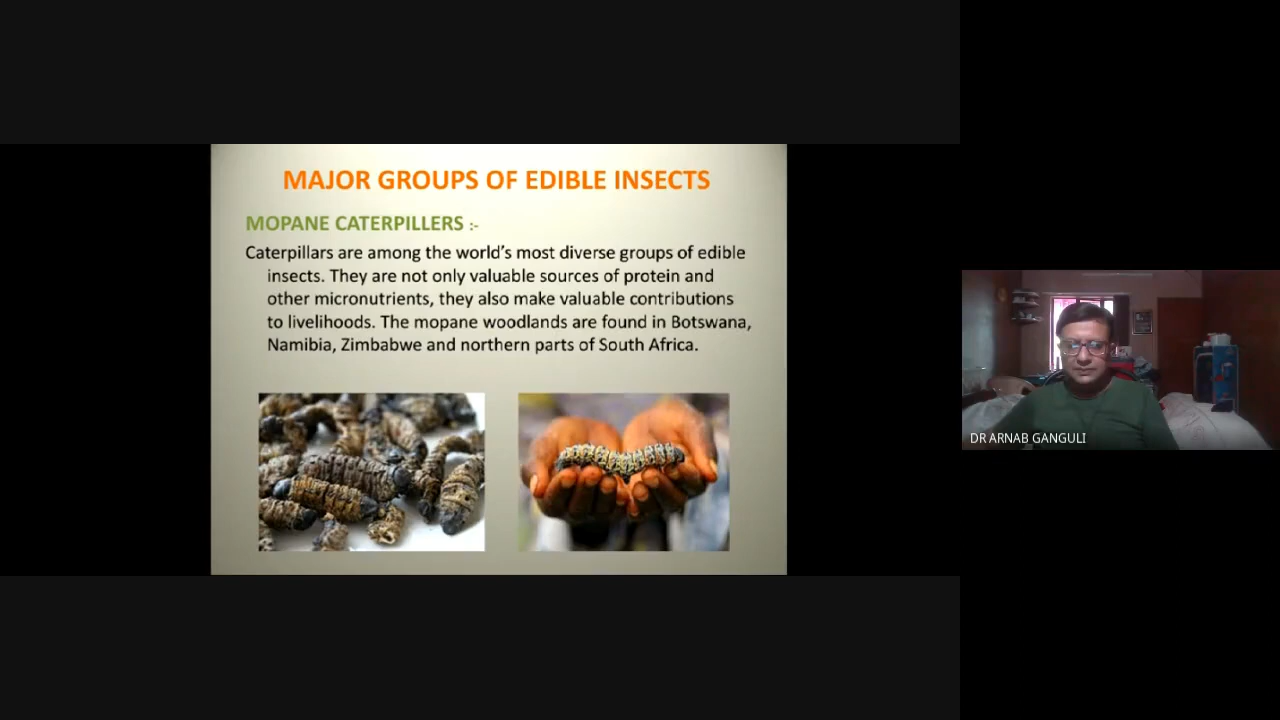 MAJOR GROUPS OF EDIBLE INSECTS
MOPANE CATERPILLERS :-
Caterpillars are among the world’s most diverse groups of edible
insects. They are not only valuable sources of protein and
other micronutrients, they also make valuable contributions
to livelihoods. The mopane woodlands are found in Botswana,
Namibia, Zimbabwe and northern parts of South Africa.
DR ARNAB GANGULI